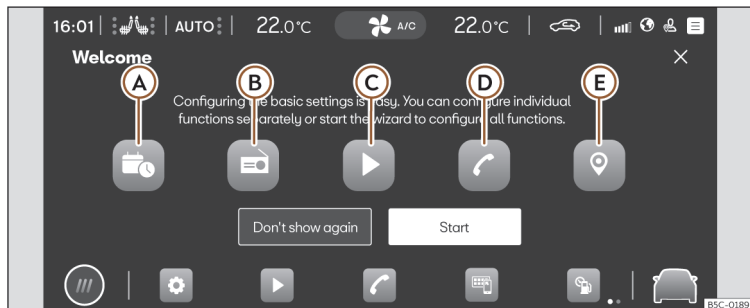 16:01 AUTO 22.0°C A/C 22.0°C
Welcome
A B C D E
Configuring the basic settings is easy. You can configure individual
functions separately or start the wizard to configure all functions.
Don't show again Start
B5C-0189